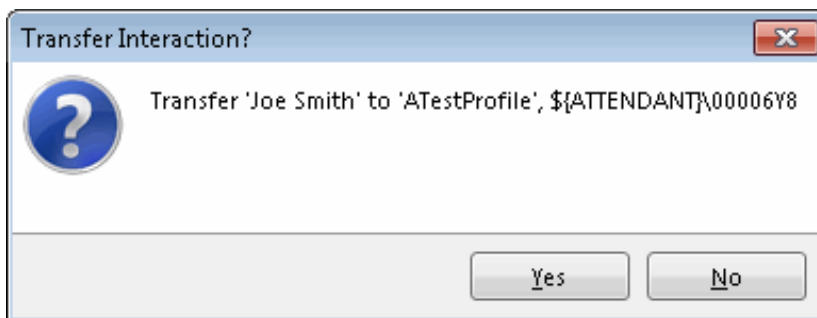 Transfer Interaction?
Transfer 'Joe Smith' to 'ATestProfile', ${ATTENDANT}\00006Y8
Yes
No